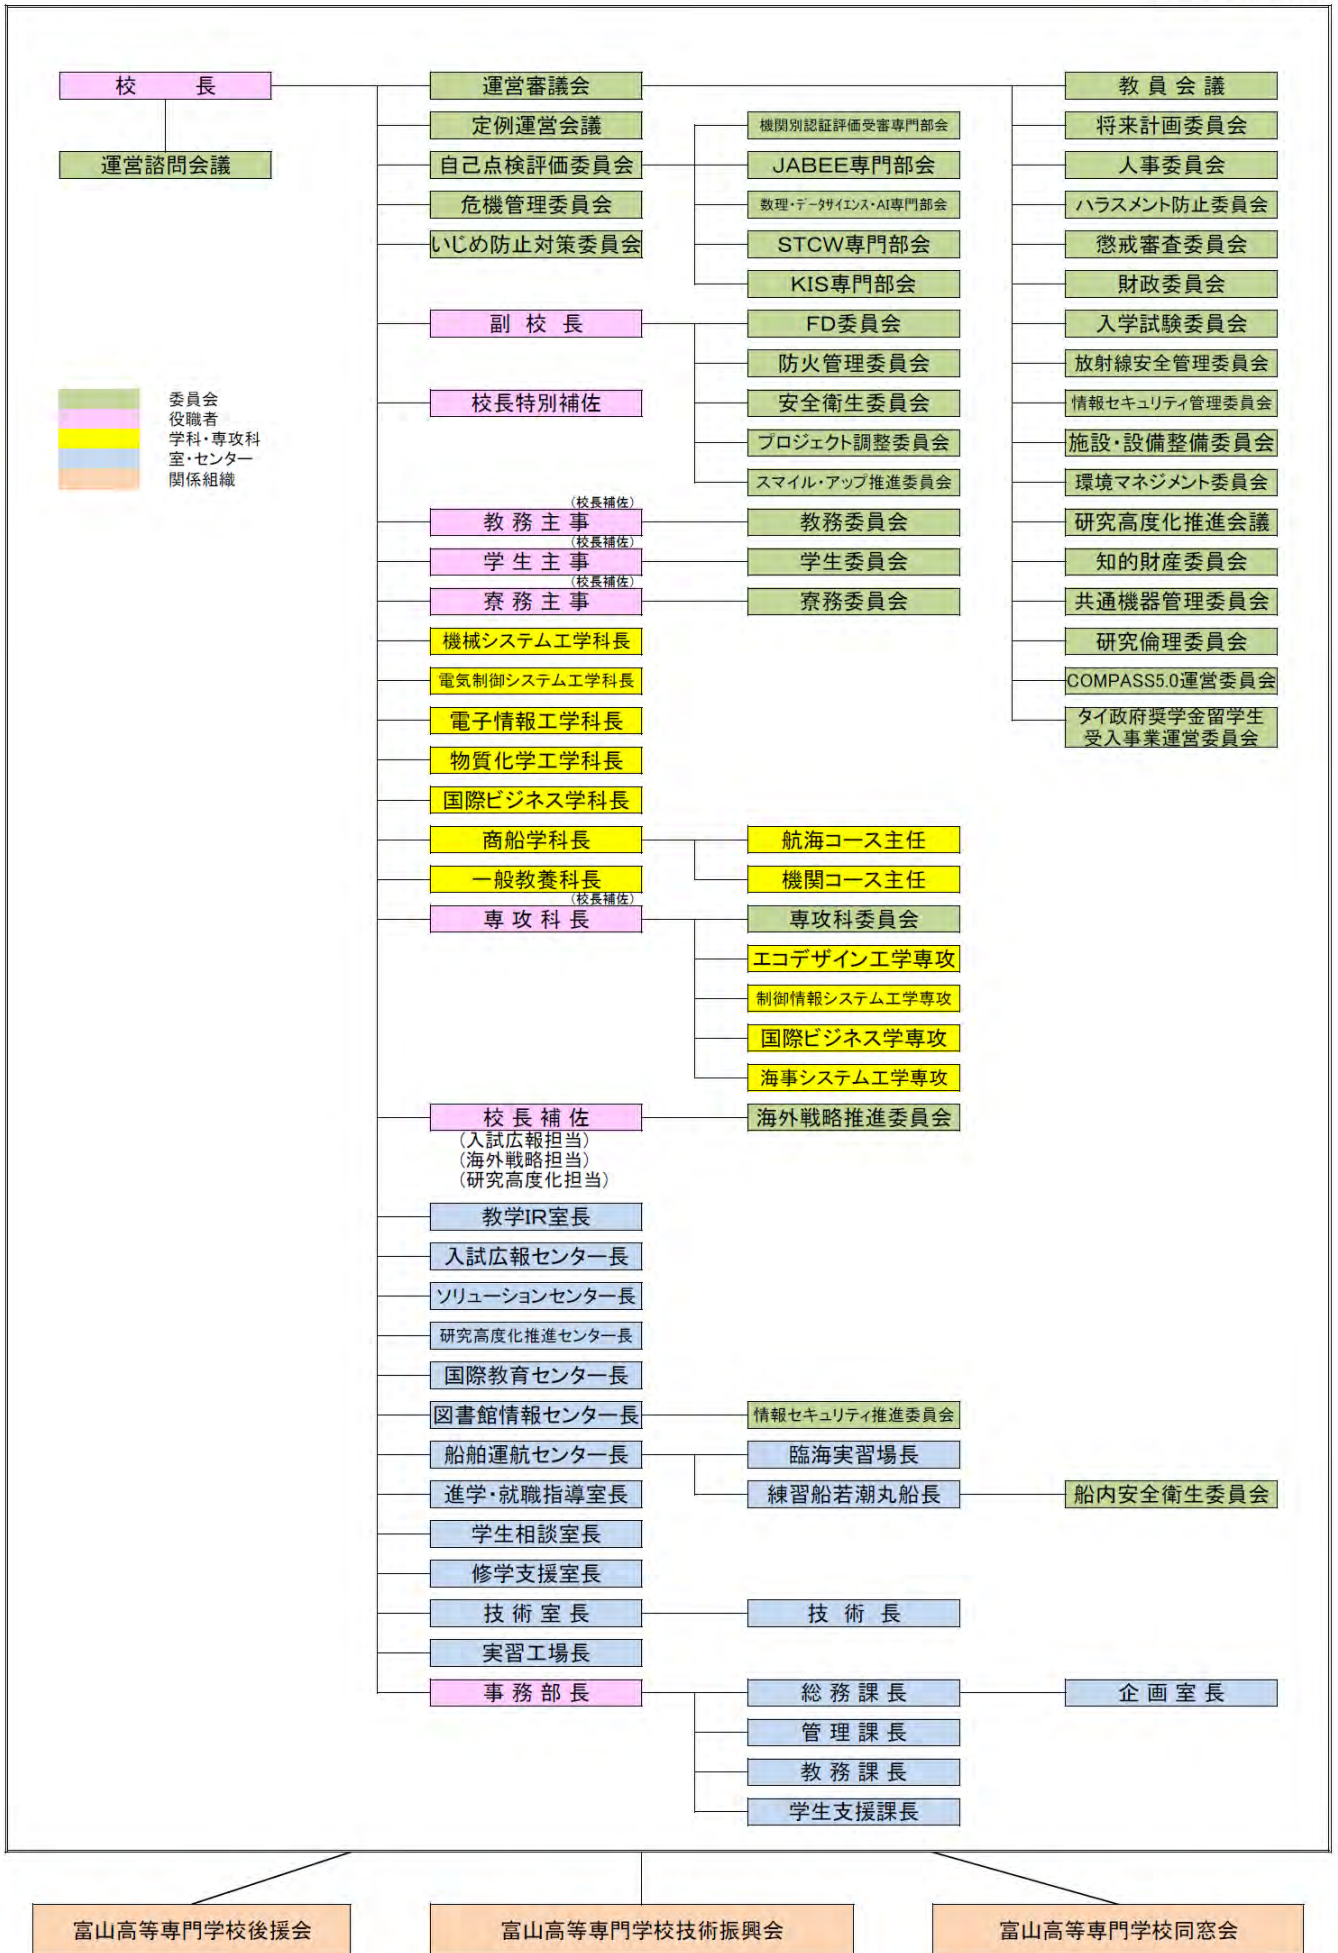 校長
運営審議会
教員会議
定例運営会議
機関別認証評価受審専門部会
将来計画委員会
運営諮問会議
自己点検評価委員会
JABEE専門部会
人事委員会
危機管理委員会
数理・データサイエンス・AI専門部会
ハラスメント防止委員会
いじめ防止対策委員会
STCW専門部会
懲戒審査委員会
KIS専門部会
財政委員会
副校長
FD委員会
入学試験委員会
防火管理委員会
放射線安全管理委員会
委員会
役職者
学科・専攻科
室・センター
関係組織
校長特別補佐
安全衛生委員会
情報セキュリティ管理委員会
プロジェクト調整委員会
施設・設備整備委員会
スマイル・アップ推進委員会
環境マネジメント委員会
(校長補佐)
教務主事
教務委員会
研究高度化推進会議
(校長補佐)
学生主事
学生委員会
知的財産委員会
(校長補佐)
寮務主事
寮務委員会
共通機器管理委員会
機械システム工学科長
研究倫理委員会
電気制御システム工学科長
COMPASS5.0運営委員会
電子情報工学科長
タイ政府奨学金留学生
受入事業運営委員会
物質化学工学科長
国際ビジネス学科長
商船学科長
航海コース主任
一般教養科長
機関コース主任
(校長補佐)
専攻科長
専攻科委員会
エコデザイン工学専攻
制御情報システム工学専攻
国際ビジネス学専攻
海事システム工学専攻
校長補佐
海外戦略推進委員会
(入試広報担当)
(海外戦略担当)
(研究高度化担当)
教学IR室長
入試広報センター長
ソリューションセンター長
研究高度化推進センター長
国際教育センター長
図書館情報センター長
情報セキュリティ推進委員会
船舶運航センター長
臨海実習場長
進学・就職指導室長
練習船若潮丸船長
船内安全衛生委員会
学生相談室長
修学支援室長
技術室長
技術長
実習工場長
事務部長
総務課長
企画室長
管理課長
教務課長
学生支援課長
富山高等専門学校後援会
富山高等専門学校技術振興会
富山高等専門学校同窓会